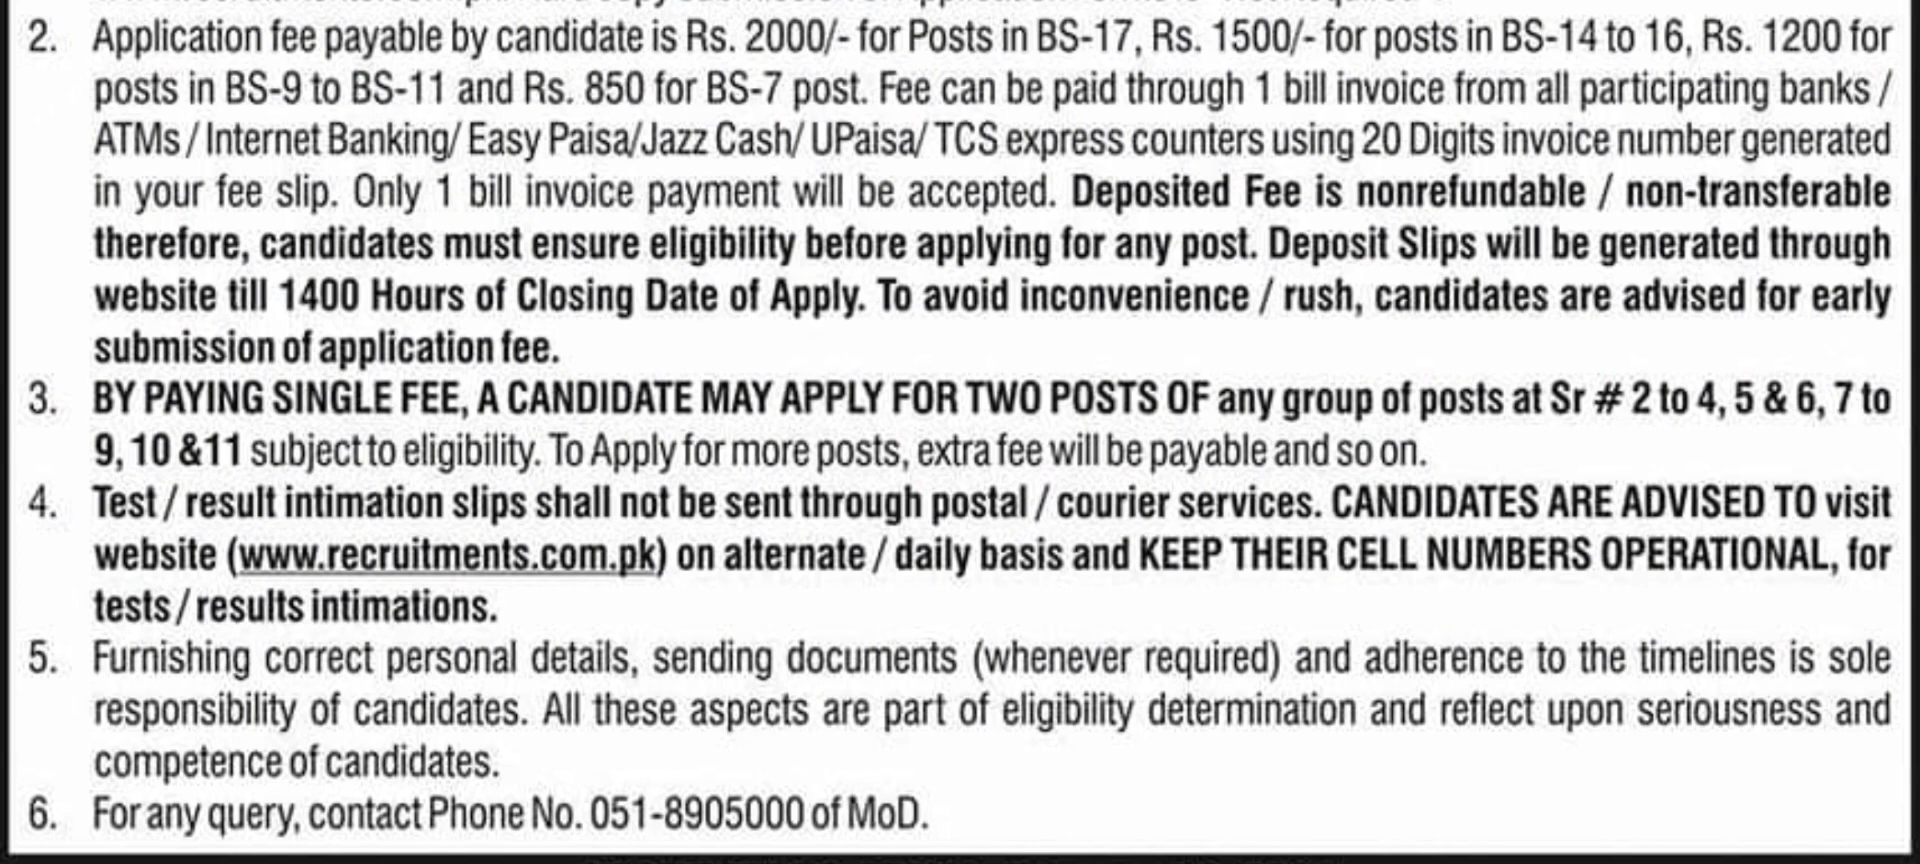 2. Application fee payable by candidate is Rs. 2000/- for Posts in BS-17, Rs. 1500/- for posts in BS-14 to 16, Rs. 1200 for
posts in BS-9 to BS-11 and Rs. 850 for BS-7 post. Fee can be paid through 1 bill invoice from all participating banks /
ATMs / Internet Banking/ Easy Paisa/Jazz Cash/ UPaisa/ TCS express counters using 20 Digits invoice number generated
in your fee slip. Only 1 bill invoice payment will be accepted. Deposited Fee is nonrefundable / non-transferable
therefore, candidates must ensure eligibility before applying for any post. Deposit Slips will be generated through
website till 1400 Hours of Closing Date of Apply. To avoid inconvenience / rush, candidates are advised for early
submission of application fee.
3. BY PAYING SINGLE FEE, A CANDIDATE MAY APPLY FOR TWO POSTS OF any group of posts at Sr # 2 to 4, 5 & 6, 7 to
9, 10 &11 subject to eligibility. To Apply for more posts, extra fee will be payable and so on.
4. Test / result intimation slips shall not be sent through postal / courier services. CANDIDATES ARE ADVISED TO visit
website (www.recruitments.com.pk) on alternate / daily basis and KEEP THEIR CELL NUMBERS OPERATIONAL, for
tests / results intimations.
5. Furnishing correct personal details, sending documents (whenever required) and adherence to the timelines is sole
responsibility of candidates. All these aspects are part of eligibility determination and reflect upon seriousness and
competence of candidates.
6. For any query, contact Phone No. 051-8905000 of MoD.